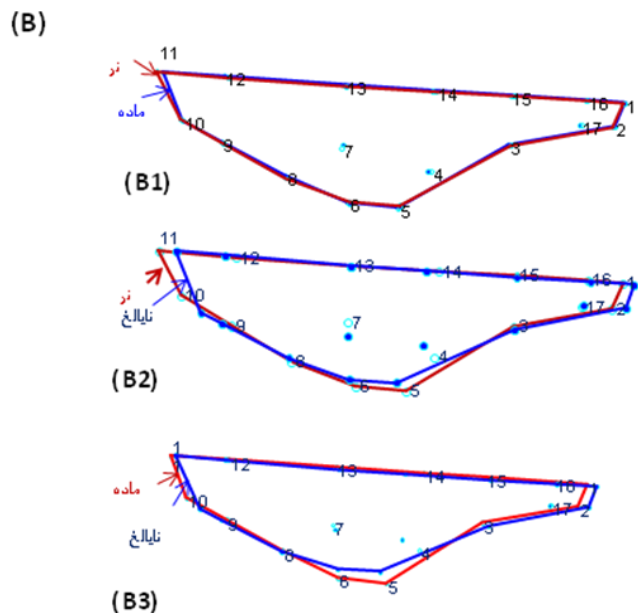 (B)
11
نر 12 13 14 15 16 1
ماده
10 17 2
9 7 3
8 4
(B1) 6 5
11
12 13 14 15 16 1
نر 10 17 2
نابالغ 9 7 3
8 4
(B2) 6 5
1
12 13 14 15 16 1
ماده
10 17 2
نابالغ 9 7 3
8 4
(B3) 6 5